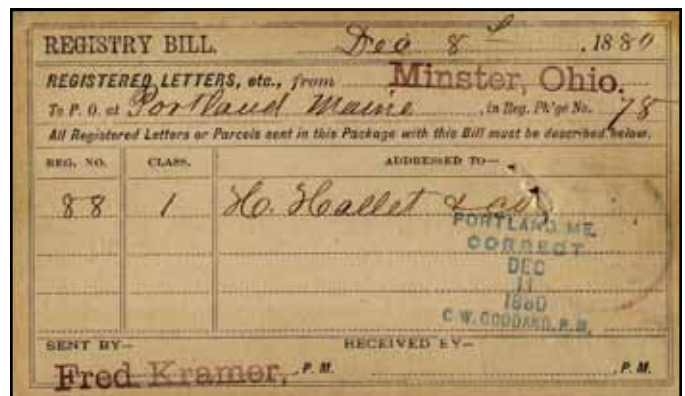 REGISTRY BILL. Dec 8th, 1880
REGISTERED LETTERS, etc., from Minster, Ohio.
To P. O. at Portland Maine, in Reg. Pk'ge No. 78
All Registered Letters or Parcels sent in this Package with this Bill must be described below.
REG. NO. CLASS. ADDRESSED TO—
88 1 H. Hallet & Co
PORTLAND, ME.
CORRECT
DEC
11
1880
C. W. GODDARD, P. M.
SENT BY— RECEIVED BY—
Fred. Kramer, P. M. , P. M.